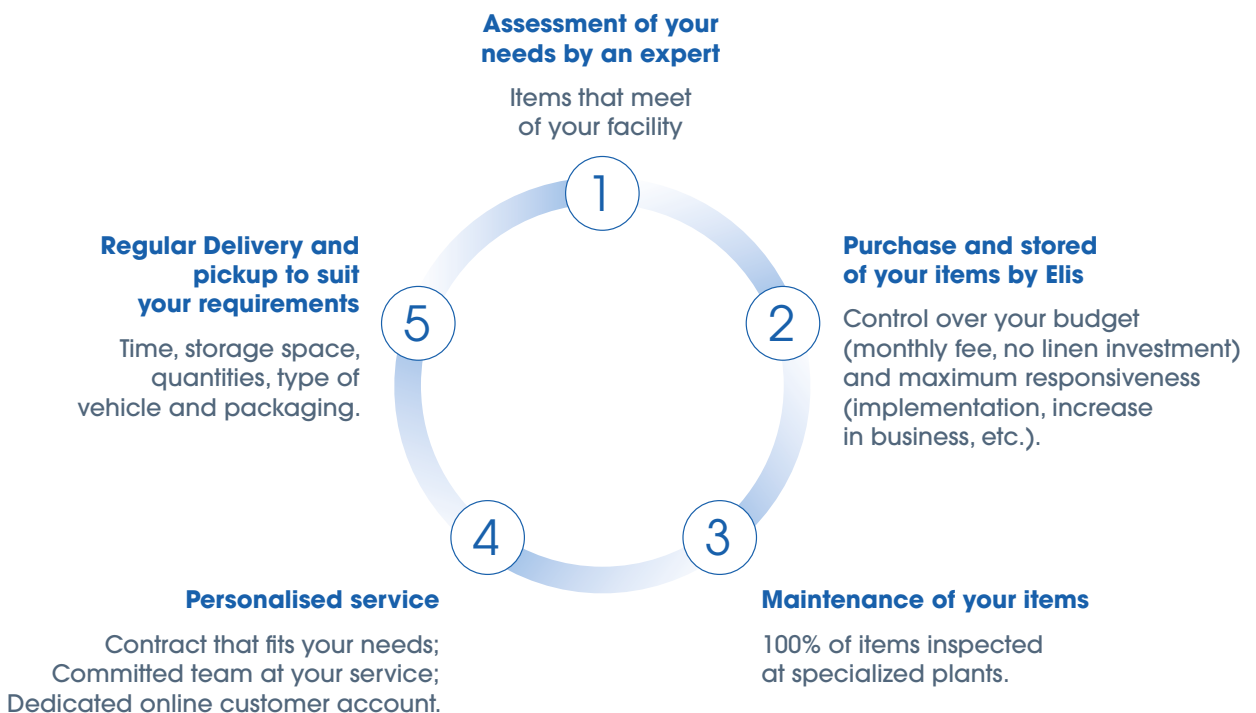 Assessment of your
needs by an expert
Items that meet
of your facility
1
Purchase and stored
of your items by Elis
Control over your budget
(monthly fee, no linen investment)
and maximum responsiveness
(implementation, increase
in business, etc.).
2
Maintenance of your items
100% of items inspected
at specialized plants.
3
Personalised service
Contract that fits your needs;
Committed team at your service;
Dedicated online customer account.
4
Regular Delivery and
pickup to suit
your requirements
Time, storage space,
quantities, type of
vehicle and packaging.
5